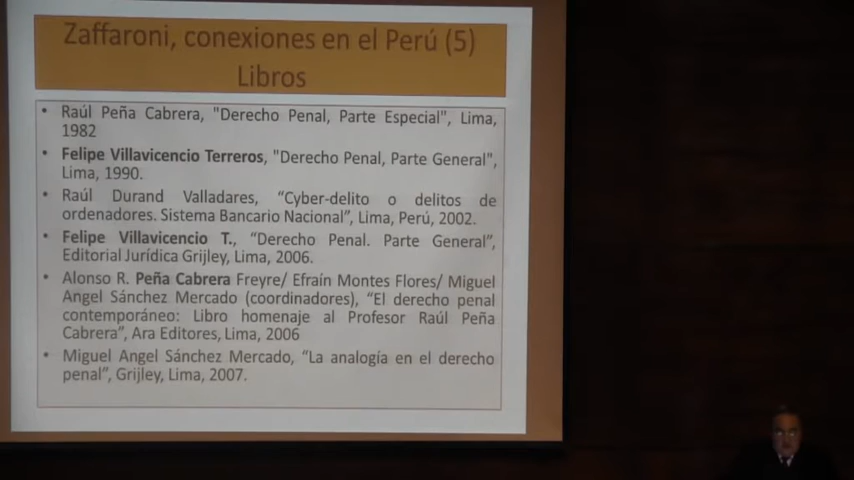 Zaffaroni, conexiones en el Perú (5)
Libros
• Raúl Peña Cabrera, "Derecho Penal, Parte Especial", Lima,
1982
• Felipe Villavicencio Terreros, "Derecho Penal, Parte General",
Lima, 1990.
• Raúl Durand Valladares, “Cyber-delito o delitos de
ordenadores. Sistema Bancario Nacional”, Lima, Perú, 2002.
• Felipe Villavicencio T., “Derecho Penal. Parte General”,
Editorial Jurídica Grijley, Lima, 2006.
• Alonso R. Peña Cabrera Freyre/ Efraín Montes Flores/ Miguel
Angel Sánchez Mercado (coordinadores), “El derecho penal
contemporáneo: Libro homenaje al Profesor Raúl Peña
Cabrera”, Ara Editores, Lima, 2006
• Miguel Angel Sánchez Mercado, “La analogía en el derecho
penal”, Grijley, Lima, 2007.